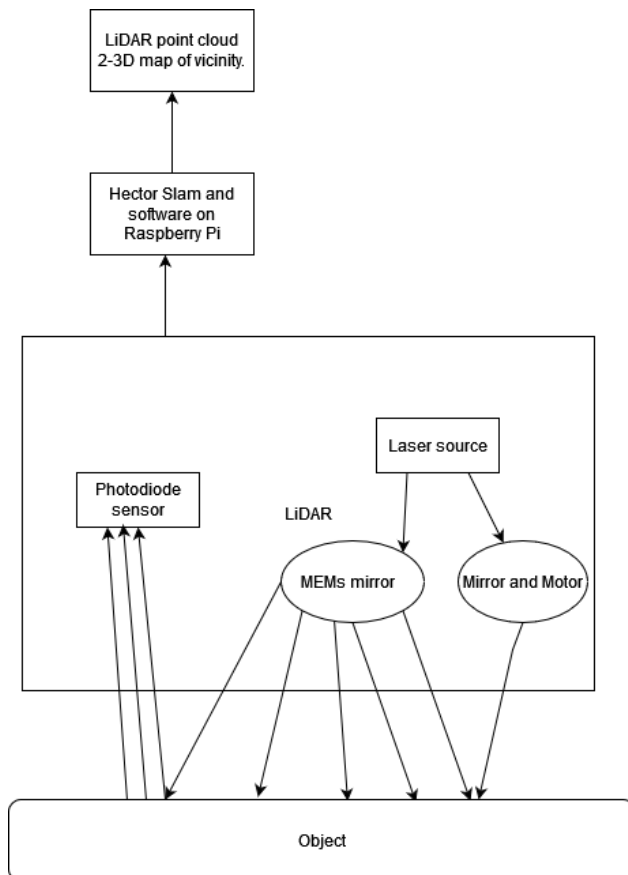 LiDAR point cloud
2-3D map of vicinity.
Hector Slam and
software on
Raspberry Pi
Laser source
Photodiode
sensor
LiDAR
MEMs mirror
Mirror and Motor
Object